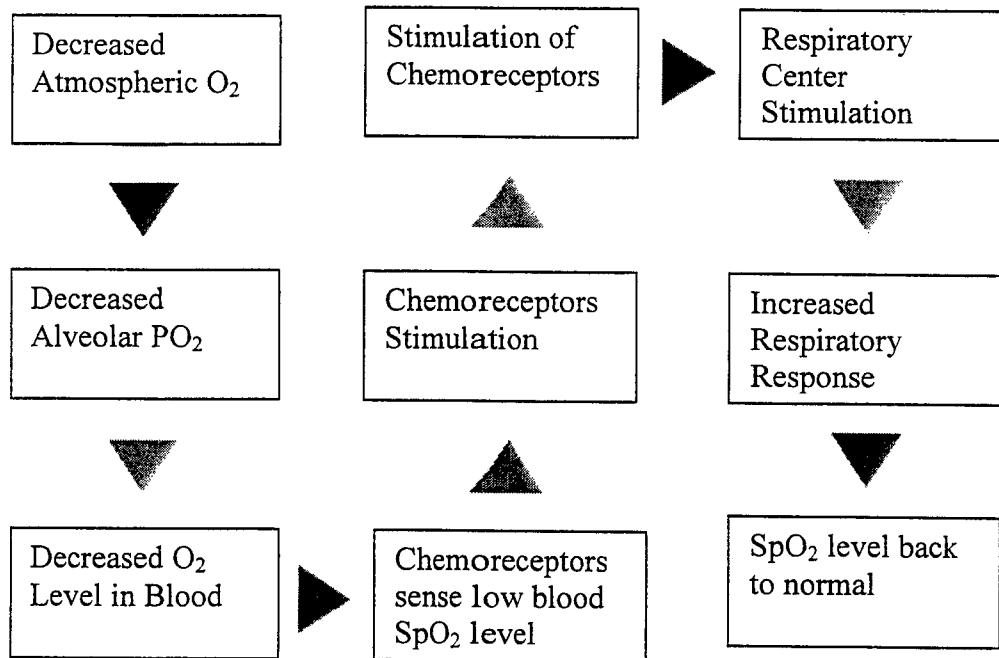 Decreased
Atmospheric O₂
Decreased
Alveolar PO₂
Decreased O₂
Level in Blood
Chemoreceptors
sense low blood
SpO₂ level
Chemoreceptors
Stimulation
Stimulation of
Chemoreceptors
Respiratory
Center
Stimulation
Increased
Respiratory
Response
SpO₂ level back
to normal